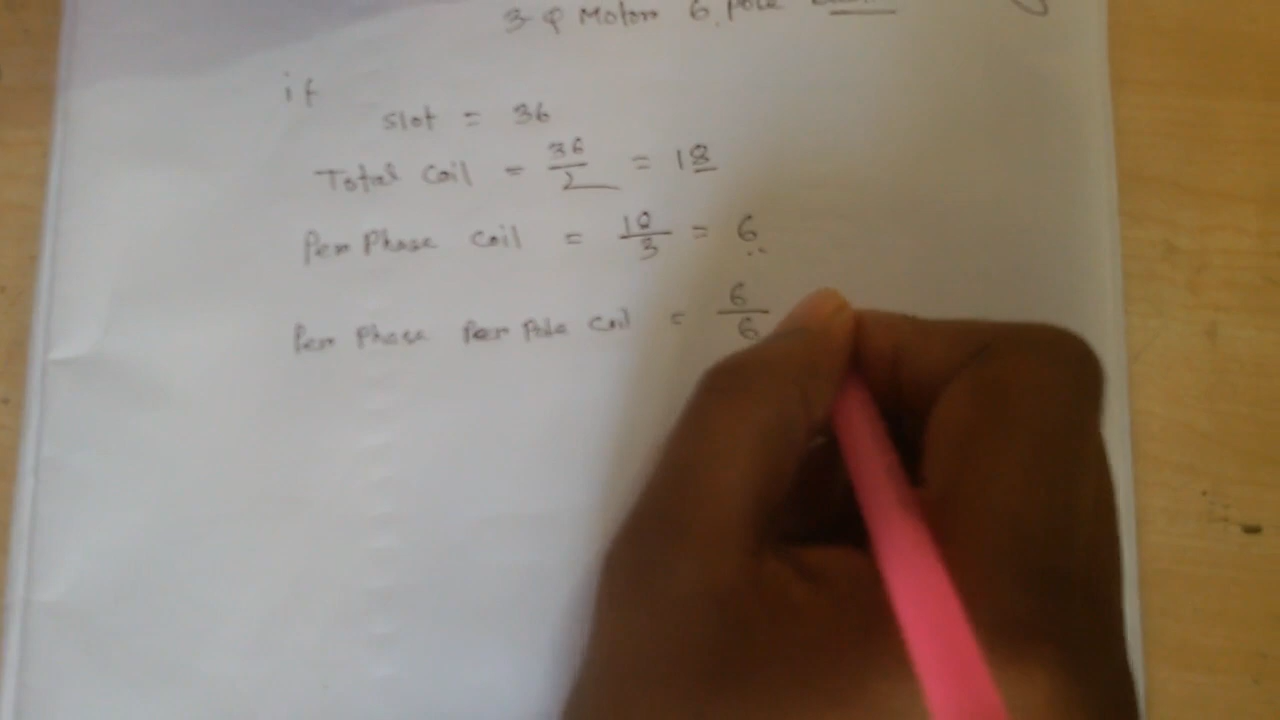 3-φ Motor 6 Pole
if
slot = 36
Total Coil = 36/2 = 18
Per Phase Coil = 18/3 = 6
Per Phase Per Pole Coil = 6/6